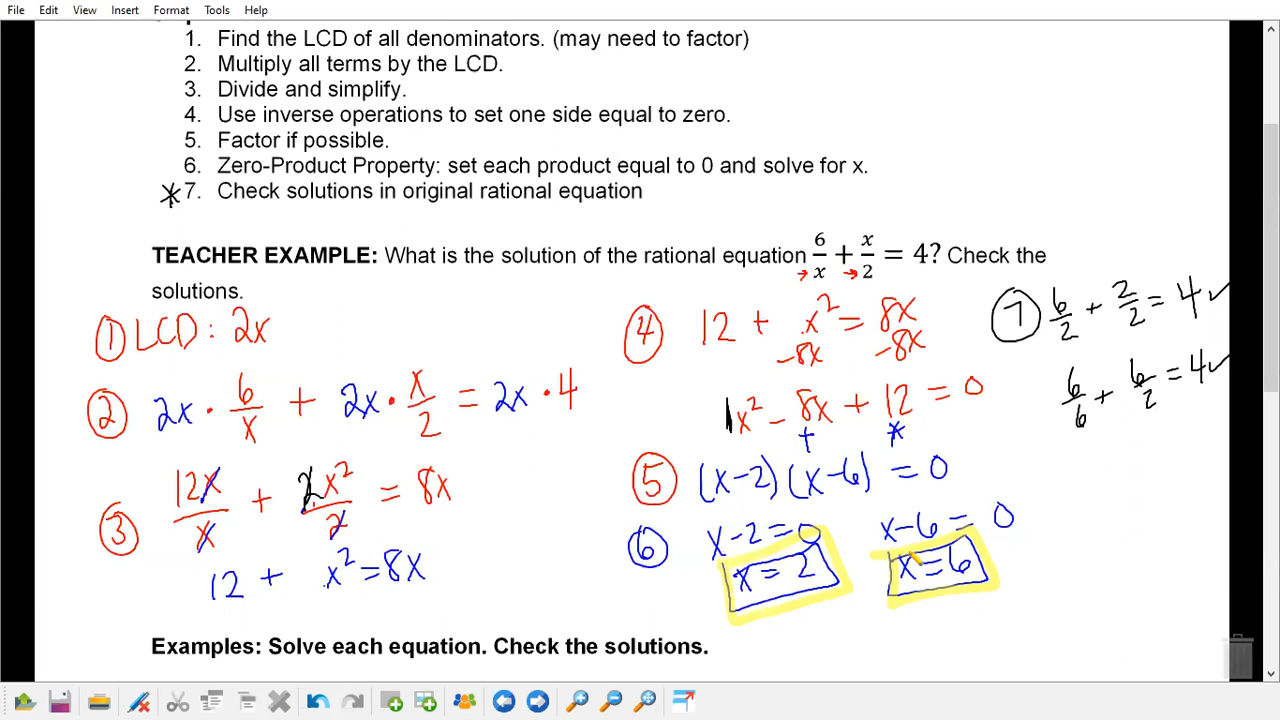 File Edit View Insert Format Tools Help
1. Find the LCD of all denominators. (may need to factor)
2. Multiply all terms by the LCD.
3. Divide and simplify.
4. Use inverse operations to set one side equal to zero.
5. Factor if possible.
6. Zero-Product Property: set each product equal to 0 and solve for x.
*7. Check solutions in original rational equation
TEACHER EXAMPLE: What is the solution of the rational equation 6/x + x/2 = 4? Check the
solutions.
① LCD: 2x
② 2x · 6/x + 2x · x/2 = 2x · 4
③ 12x/x + 2x²/2 = 8x
12 + x² = 8x
④ 12 + x² = 8x
-8x -8x
1x² - 8x + 12 = 0
+ *
⑤ (x-2)(x-6) = 0
⑥ x-2=0 x-6=0
x=2 x=6
⑦ 6/2 + 2/2 = 4 ✓
6/6 + 6/2 = 4 ✓
Examples: Solve each equation. Check the solutions.